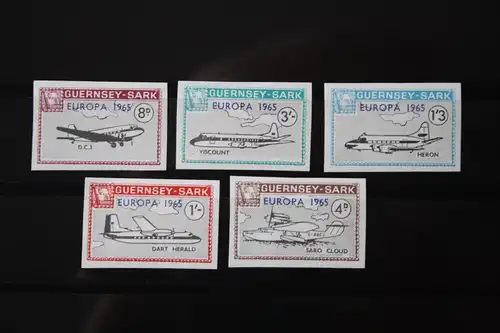 GUERNSEY-SARK
EUROPA 1965
8D
D.C.3
GUERNSEY-SARK
EUROPA 1965
3/-
VISCOUNT
GUERNSEY-SARK
EUROPA 1965
1'3
HERON
GUERNSEY-SARK
EUROPA 1965
1/-
DART HERALD
GUERNSEY-SARK
EUROPA 1965
4D
SARO CLOUD